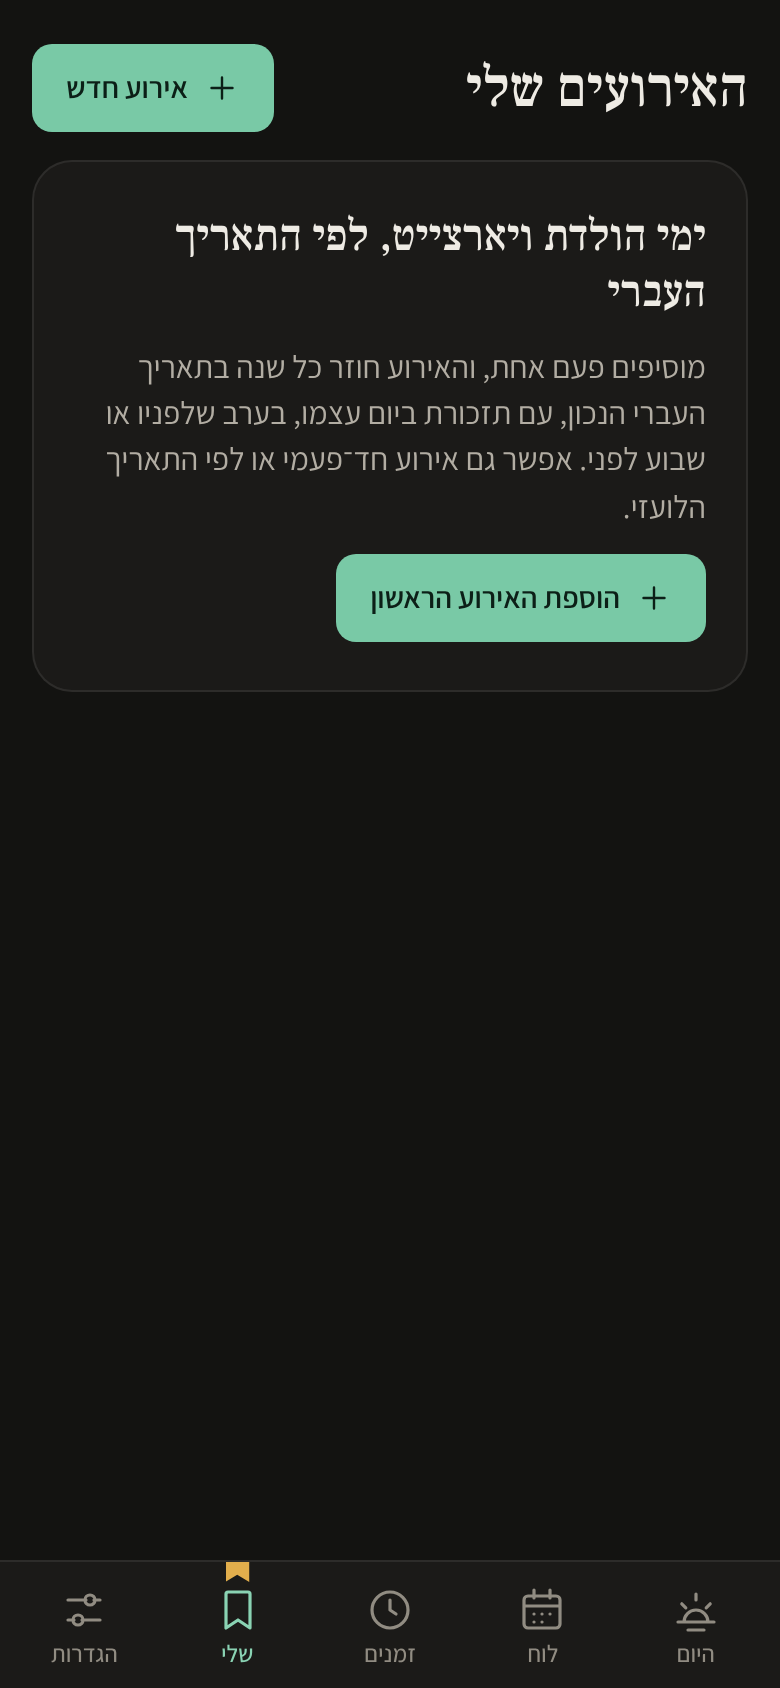 האירועים שלי
אירוע חדש
ימי הולדת ויארצייט, לפי התאריך
העברי
מוסיפים פעם אחת, והאירוע חוזר כל שנה בתאריך
העברי הנכון, עם תזכורת ביום עצמו, בערב שלפניו או
שבוע לפני. אפשר גם אירוע חד־פעמי או לפי התאריך
הלועזי.
הוספת האירוע הראשון
היום
לוח
זמנים
שלי
הגדרות